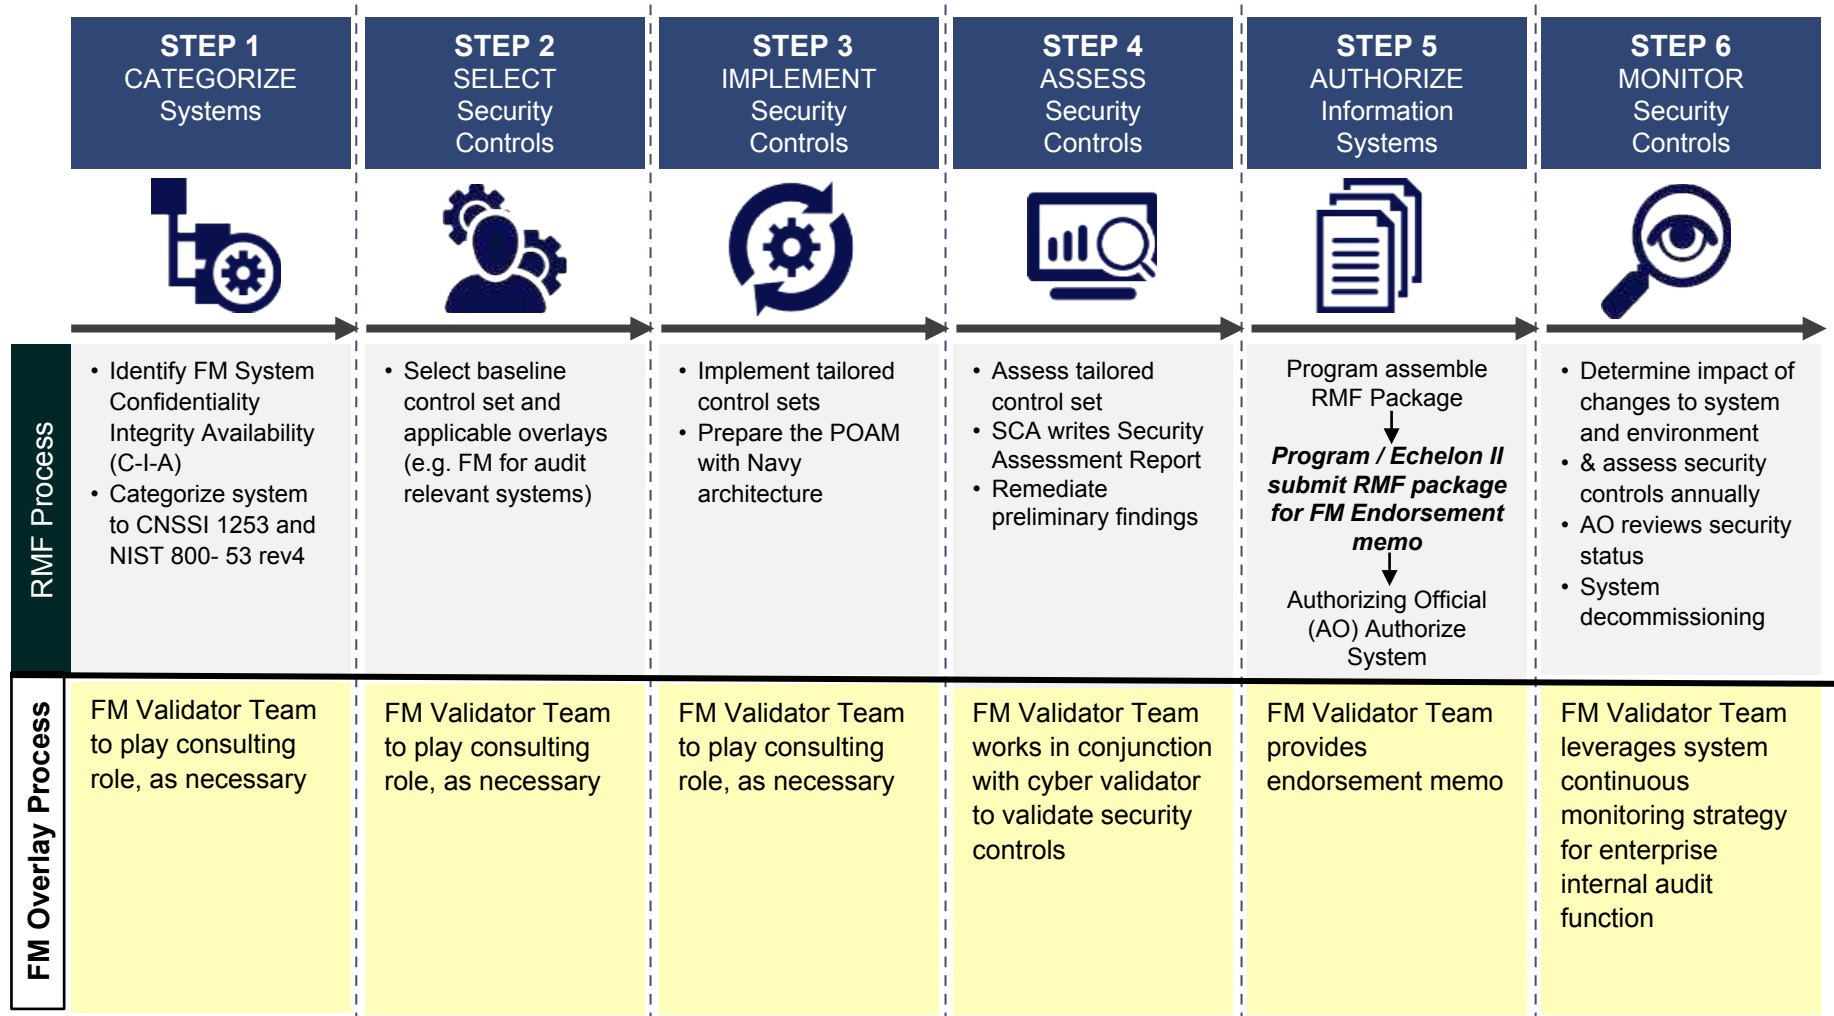 STEP 1
CATEGORIZE
Systems
STEP 2
SELECT
Security
Controls
STEP 3
IMPLEMENT
Security
Controls
STEP 4
ASSESS
Security
Controls
STEP 5
AUTHORIZE
Information
Systems
STEP 6
MONITOR
Security
Controls
RMF Process
• Identify FM System
Confidentiality
Integrity Availability
(C-I-A)
• Categorize system
to CNSSI 1253 and
NIST 800- 53 rev4
• Select baseline
control set and
applicable overlays
(e.g. FM for audit
relevant systems)
• Implement tailored
control sets
• Prepare the POAM
with Navy
architecture
• Assess tailored
control set
• SCA writes Security
Assessment Report
• Remediate
preliminary findings
Program assemble
RMF Package
Program / Echelon II
submit RMF package
for FM Endorsement
memo
Authorizing Official
(AO) Authorize
System
• Determine impact of
changes to system
and environment
• & assess security
controls annually
• AO reviews security
status
• System
decommissioning
FM Overlay Process
FM Validator Team
to play consulting
role, as necessary
FM Validator Team
to play consulting
role, as necessary
FM Validator Team
to play consulting
role, as necessary
FM Validator Team
works in conjunction
with cyber validator
to validate security
controls
FM Validator Team
provides
endorsement memo
FM Validator Team
leverages system
continuous
monitoring strategy
for enterprise
internal audit
function